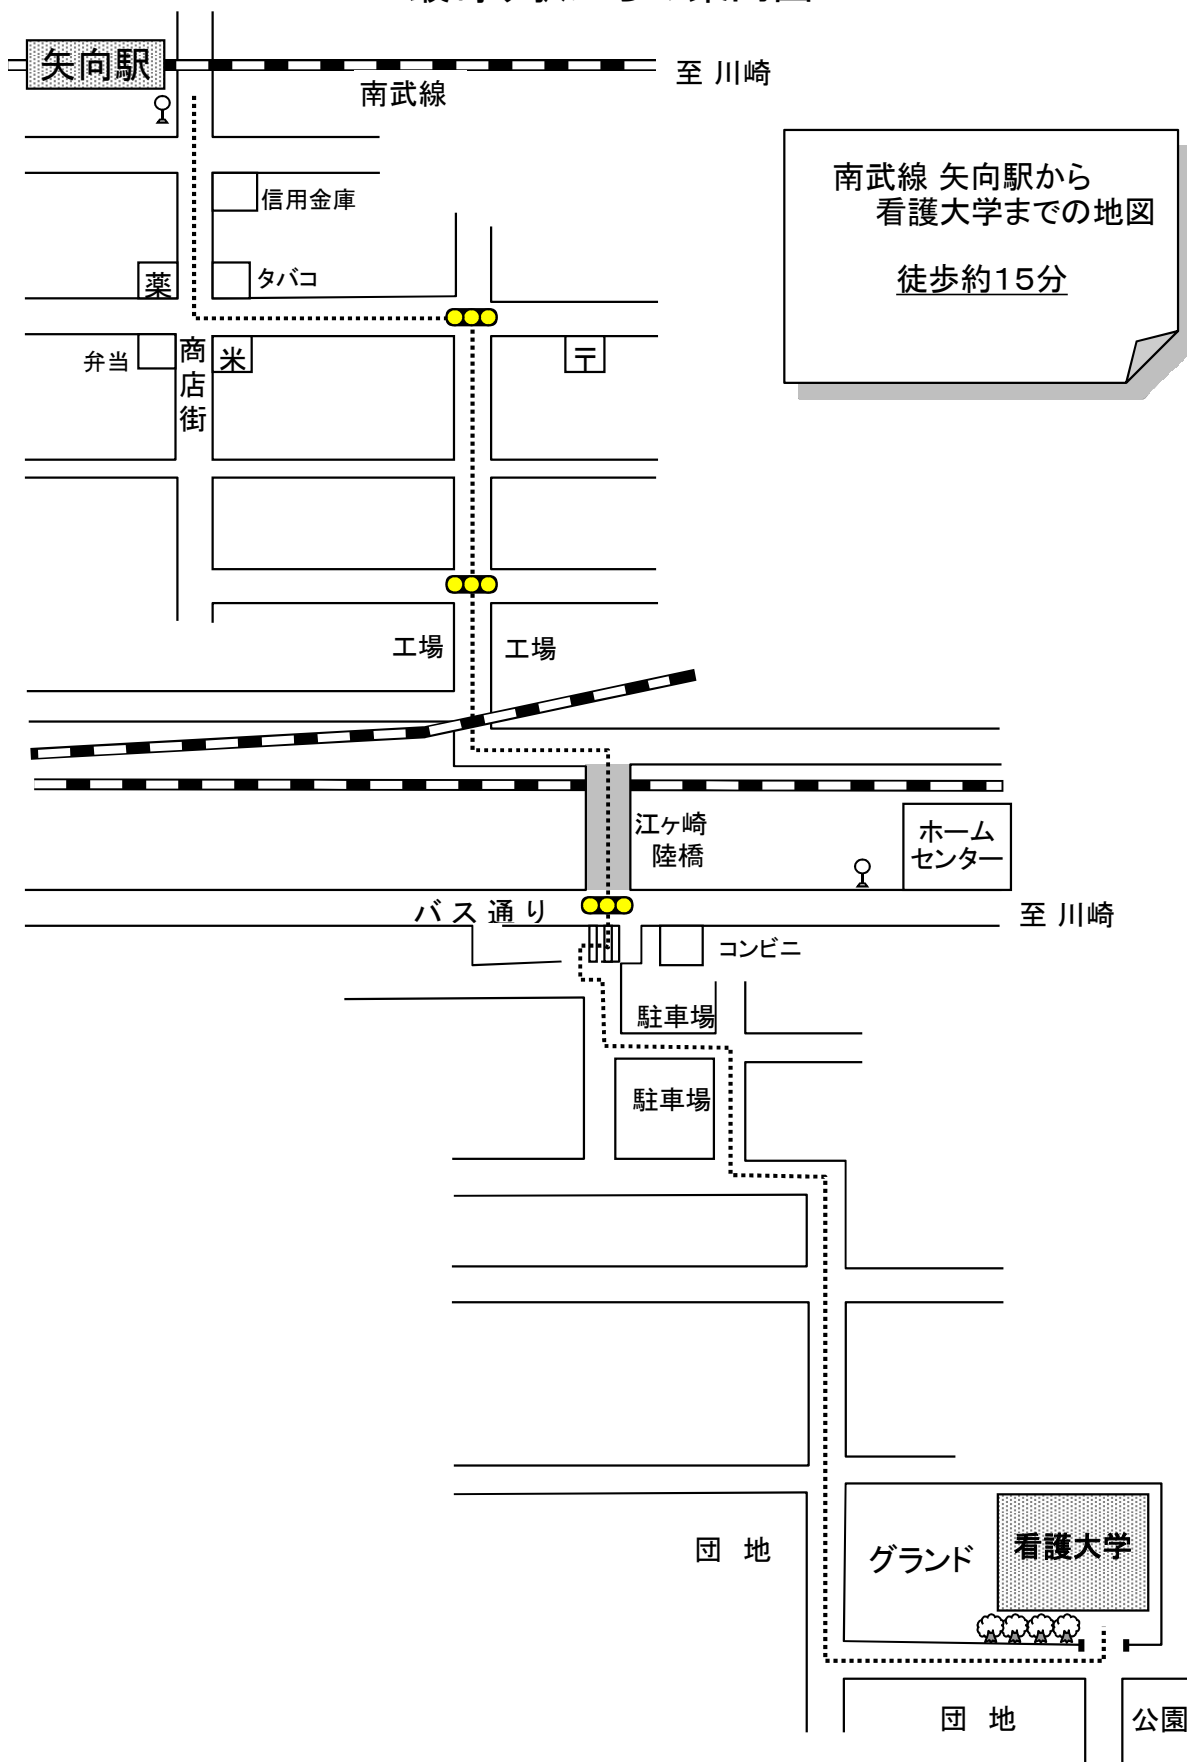 矢向駅
南武線
至 川崎
南武線 矢向駅から
看護大学までの地図
徒歩約15分
信用金庫
薬
タバコ
弁当
商店街
米
〒
工場
工場
江ヶ崎
陸橋
ホーム
センター
バス通り
至 川崎
コンビニ
駐車場
駐車場
団 地
グランド
看護大学
団 地
公園